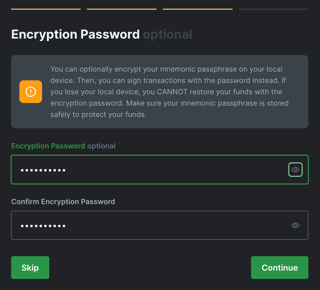 Encryption Password optional
You can optionally encrypt your mnemonic passphrase on your local
device. Then, you can sign transactions with the password instead. If
you lose your local device, you CANNOT restore your funds with the
encryption password. Make sure your mnemonic passphrase is stored
safely to protect your funds.
Encryption Password optional
••••••••••
Confirm Encryption Password
••••••••••
Skip Continue